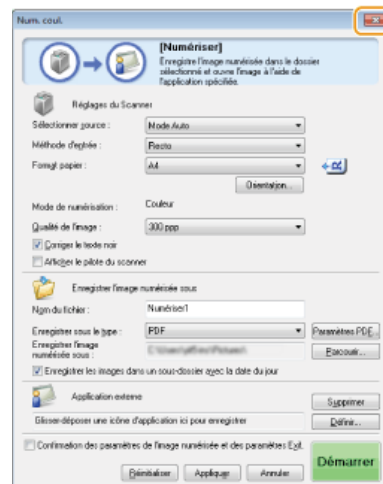 Num. coul.
[Numériser]
Enregistre l'image numérisée dans le dossier
sélectionné et ouvre l'image à l'aide de
l'application spécifiée.
Réglages du Scanner
Sélectionner source : Mode Auto
Méthode d'entrée : Recto
Format papier : A4
Orientation...
Mode de numérisation : Couleur
Qualité de l'image : 300 ppp
Corriger le texte noir
Afficher le pilote du scanner
Enregistrer l'image numérisée sous
Nom du fichier : Numériser1
Enregistrer sous le type : PDF Paramètres PDF...
Enregistrer l'image
numérisée sous : Parcourir...
Enregistrer les images dans un sous-dossier avec la date du jour
Application externe
Supprimer
Glisser-déposer une icône d'application ici pour enregistrer Définir...
Confirmation des paramètres de l'image numérisée et des paramètres Exif.
Démarrer
Réinitialiser Appliquer Annuler